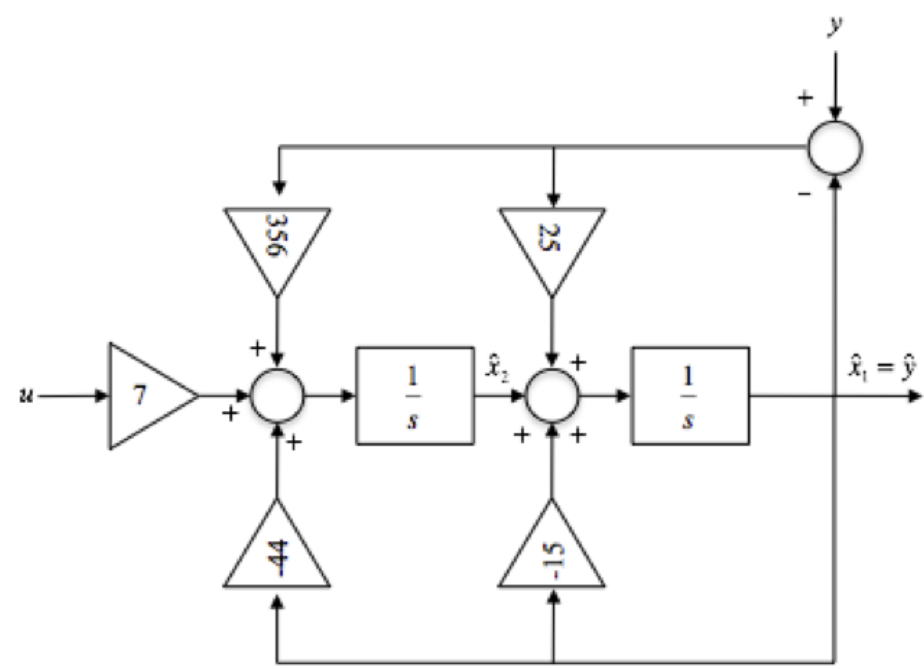 y
+
-
356
25
+
+
u
7
+
1
s
x̂₂
+
+
1
s
x̂₁ = ŷ
+
-44
-15